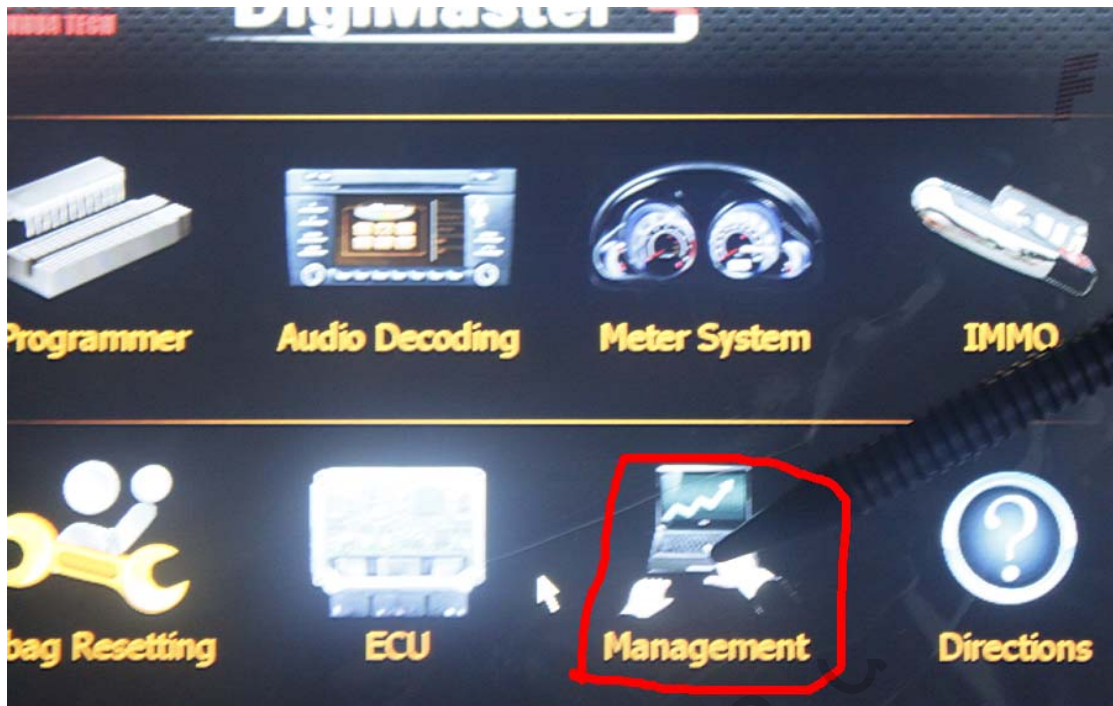 DigiMaster
Programmer
Audio Decoding
Meter System
IMMO
bag Resetting
ECU
Management
Directions